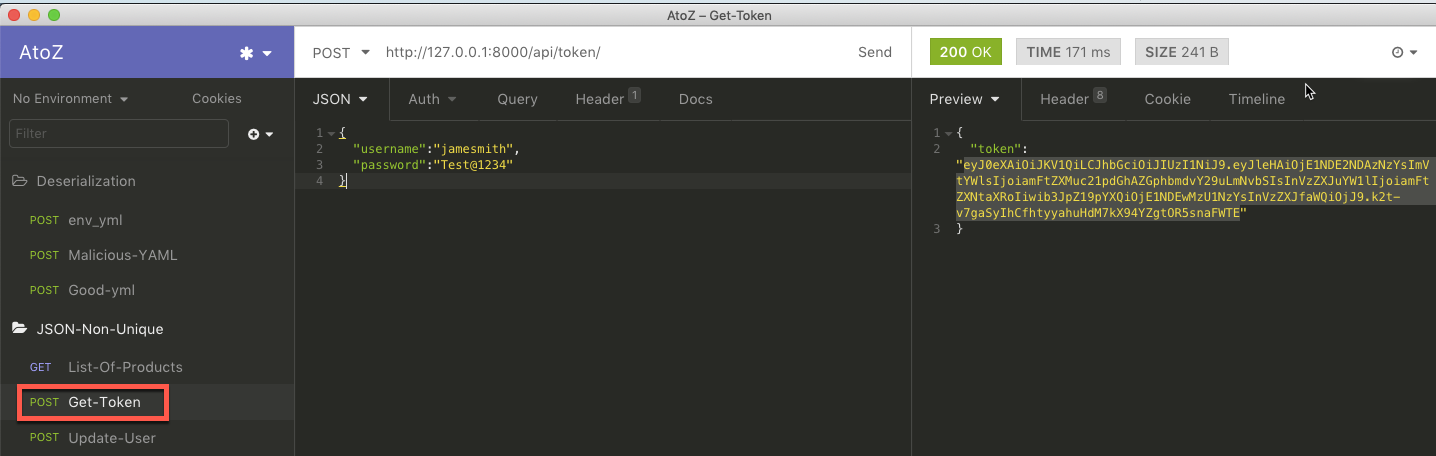 AtoZ – Get-Token
AtoZ
POST http://127.0.0.1:8000/api/token/ Send
200 OK TIME 171 ms SIZE 241 B
No Environment Cookies
JSON Auth Query Header 1 Docs
Preview Header 8 Cookie Timeline
Filter
Deserialization
POST env_yml
POST Malicious-YAML
POST Good-yml
JSON-Non-Unique
GET List-Of-Products
POST Get-Token
POST Update-User
1 {
2 "username":"jamesmith",
3 "password":"Test@1234"
4 }
1 {
2 "token":
"eyJ0eXAiOiJKV1QiLCJhbGciOiJIUzI1NiJ9.eyJleHAiOjE1NDE2NDAzNzYsImV
tYWlsIjoiamFtZXMuc21pdGhAZGphbmdvY29uLmNvbSIsInVzZXJuYW1lIjoiamFt
ZXNtaXRoIiwib3JpZ19pYXQiOjE1NDEwMzU1NzYsInVzZXJfaWQiOjJ9.k2t-
v7gaSyIhCfhtyyahuHdM7kX94YZgtOR5snaFWTE"
3 }